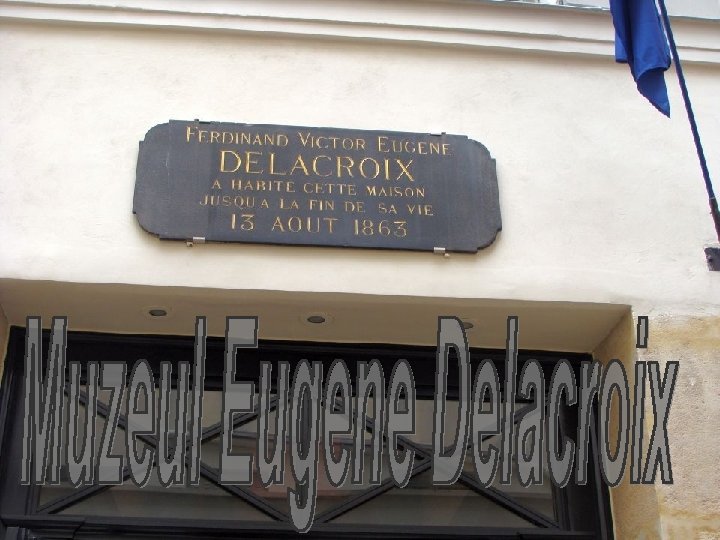 FERDINAND VICTOR EUGENE
DELACROIX
A HABITE CETTE MAISON
JUSQU'A LA FIN DE SA VIE
13 AOUT 1863
Muzeul Eugene Delacroix